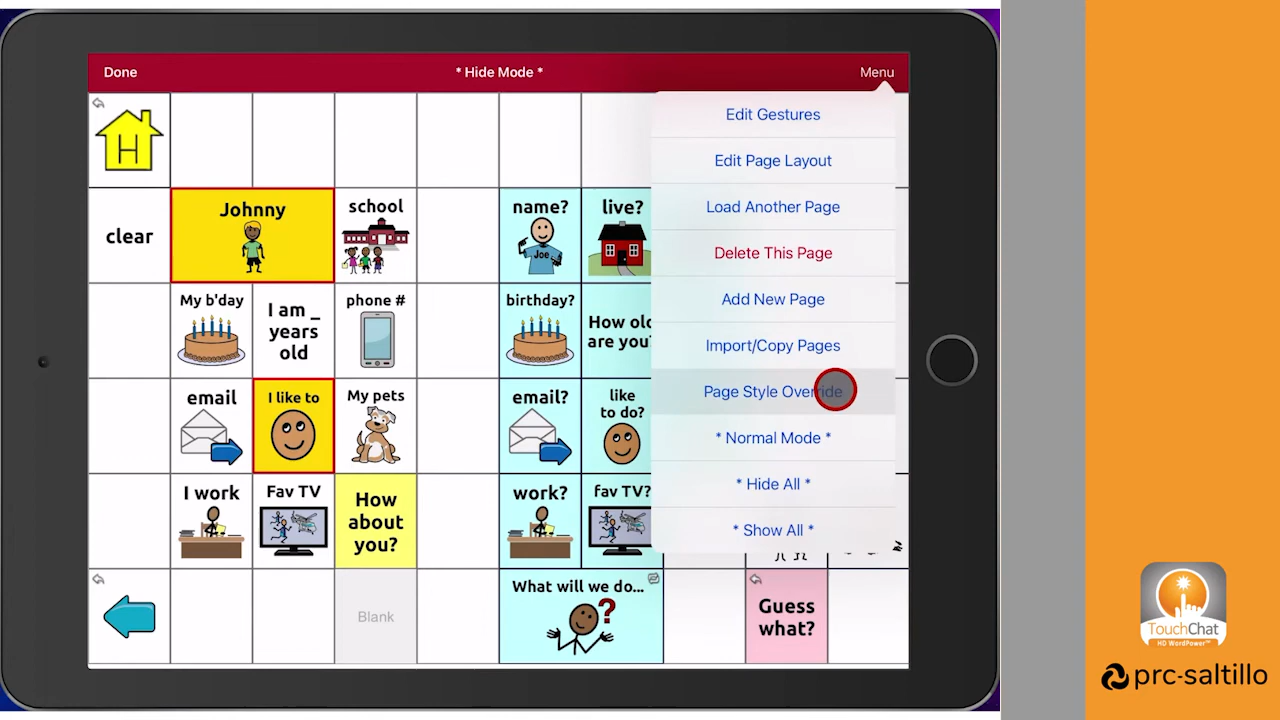 Done
* Hide Mode *
Menu
H
Edit Gestures
Edit Page Layout
Load Another Page
Delete This Page
Add New Page
Import/Copy Pages
Page Style Override
* Normal Mode *
* Hide All *
* Show All *
clear
Johnny
school
name?
Joe
live?
My b'day
I am _
years
old
phone #
birthday?
How old
are you?
email
I like to
My pets
email?
like
to do?
I work
Fav TV
How
about
you?
work?
fav TV?
Blank
What will we do...
?
Guess
what?
TouchChat
HD WordPower™
prc-saltillo